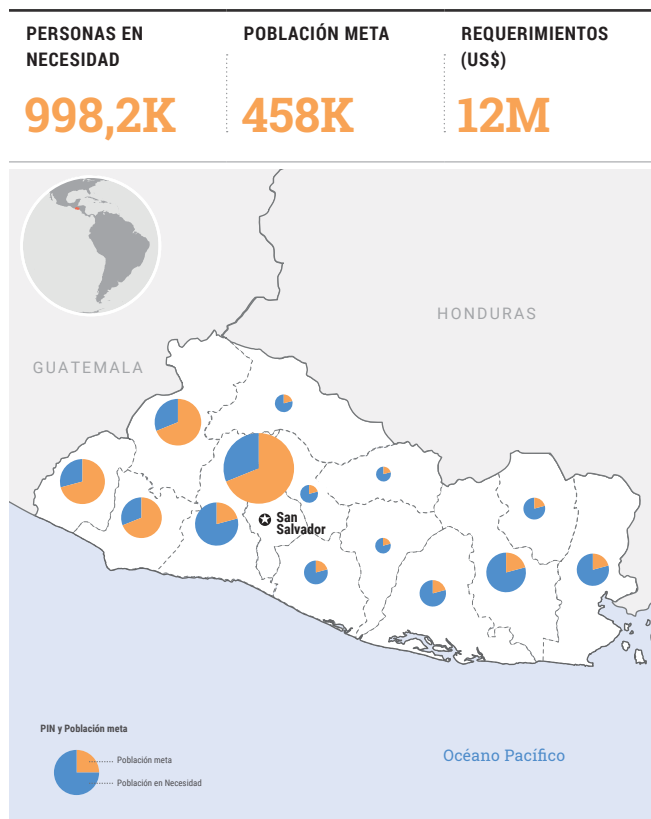 PERSONAS EN
NECESIDAD
998,2K
POBLACIÓN META
458K
REQUERIMIENTOS
(US$)
12M
HONDURAS
GUATEMALA
San
Salvador
PIN y Población meta
Población meta
Población en Necesidad
Océano Pacífico